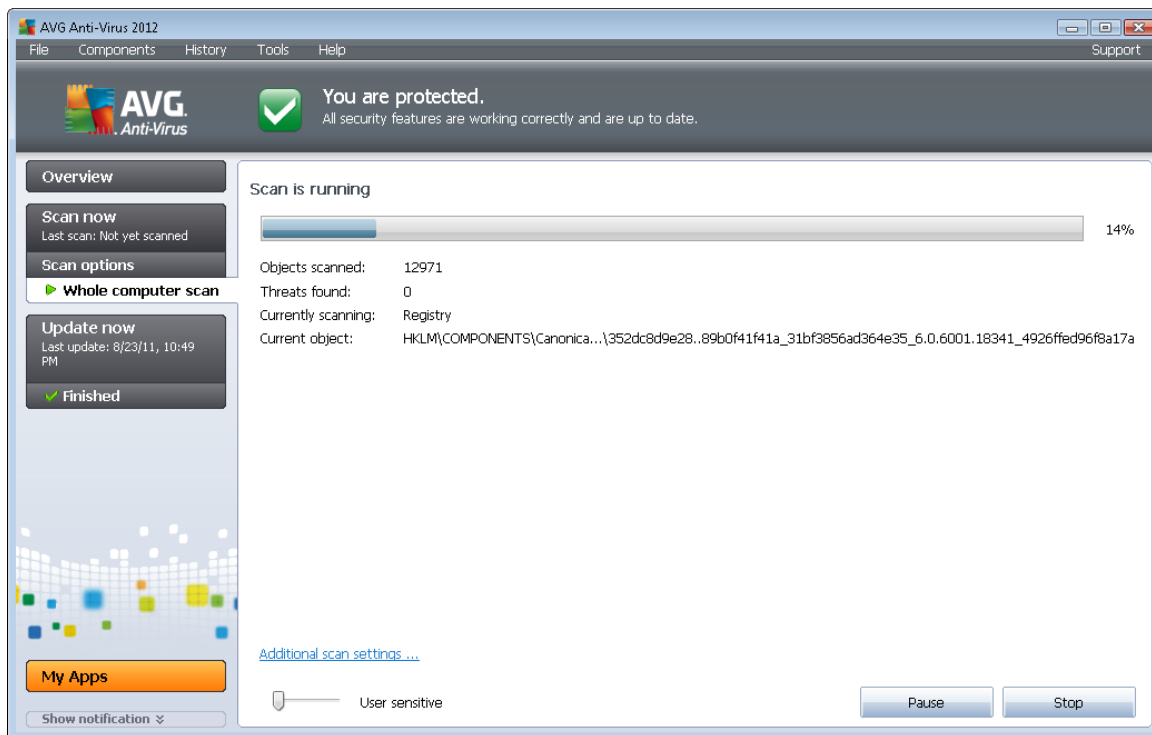 AVG Anti-Virus 2012
File Components History Tools Help Support
AVG.
Anti-Virus
You are protected.
All security features are working correctly and are up to date.
Overview
Scan now
Last scan: Not yet scanned
Scan options
Whole computer scan
Update now
Last update: 8/23/11, 10:49
PM
Finished
My Apps
Show notification
Scan is running
14%
Objects scanned: 12971
Threats found: 0
Currently scanning: Registry
Current object: HKLM\COMPONENTS\Canonica...\352dc8d9e28..89b0f41f41a_31bf3856ad364e35_6.0.6001.18341_4926ffed96f8a17a
Additional scan settings ...
User sensitive
Pause
Stop